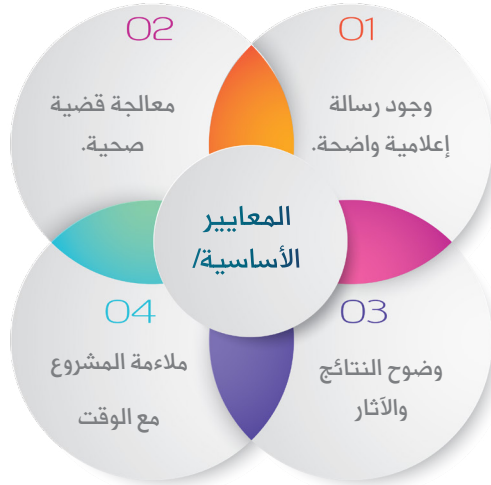 01
وجود رسالة
إعلامية واضحة.
02
معالجة قضية
صحية.
المعايير
الأساسية/
03
وضوح النتائج
والآثار
04
ملاءمة المشروع
مع الوقت